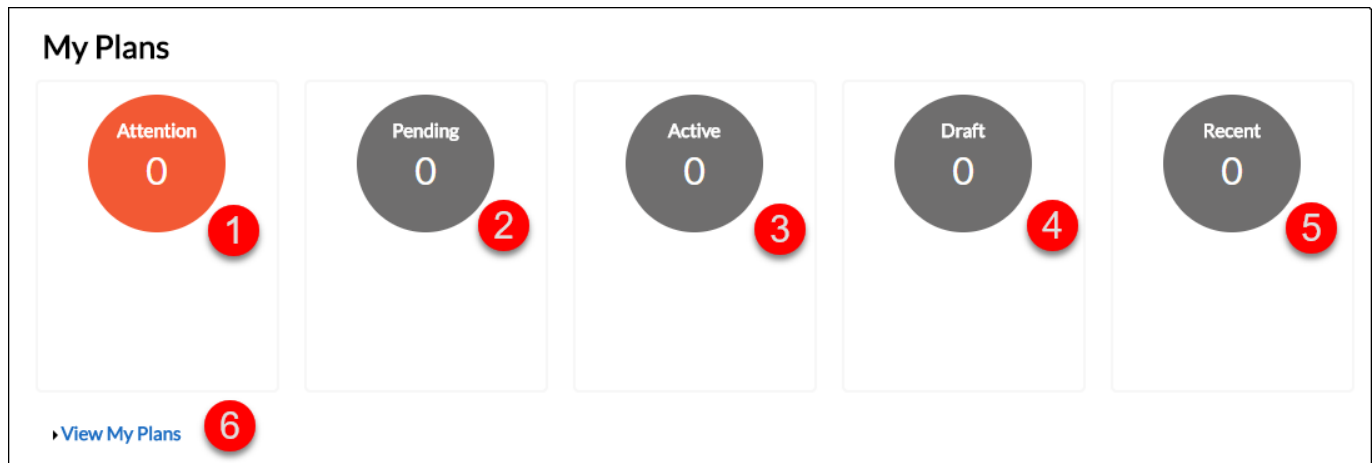 My Plans
Attention Pending Active Draft Recent
0 0 0 0 0
1 2 3 4 5
View My Plans 6